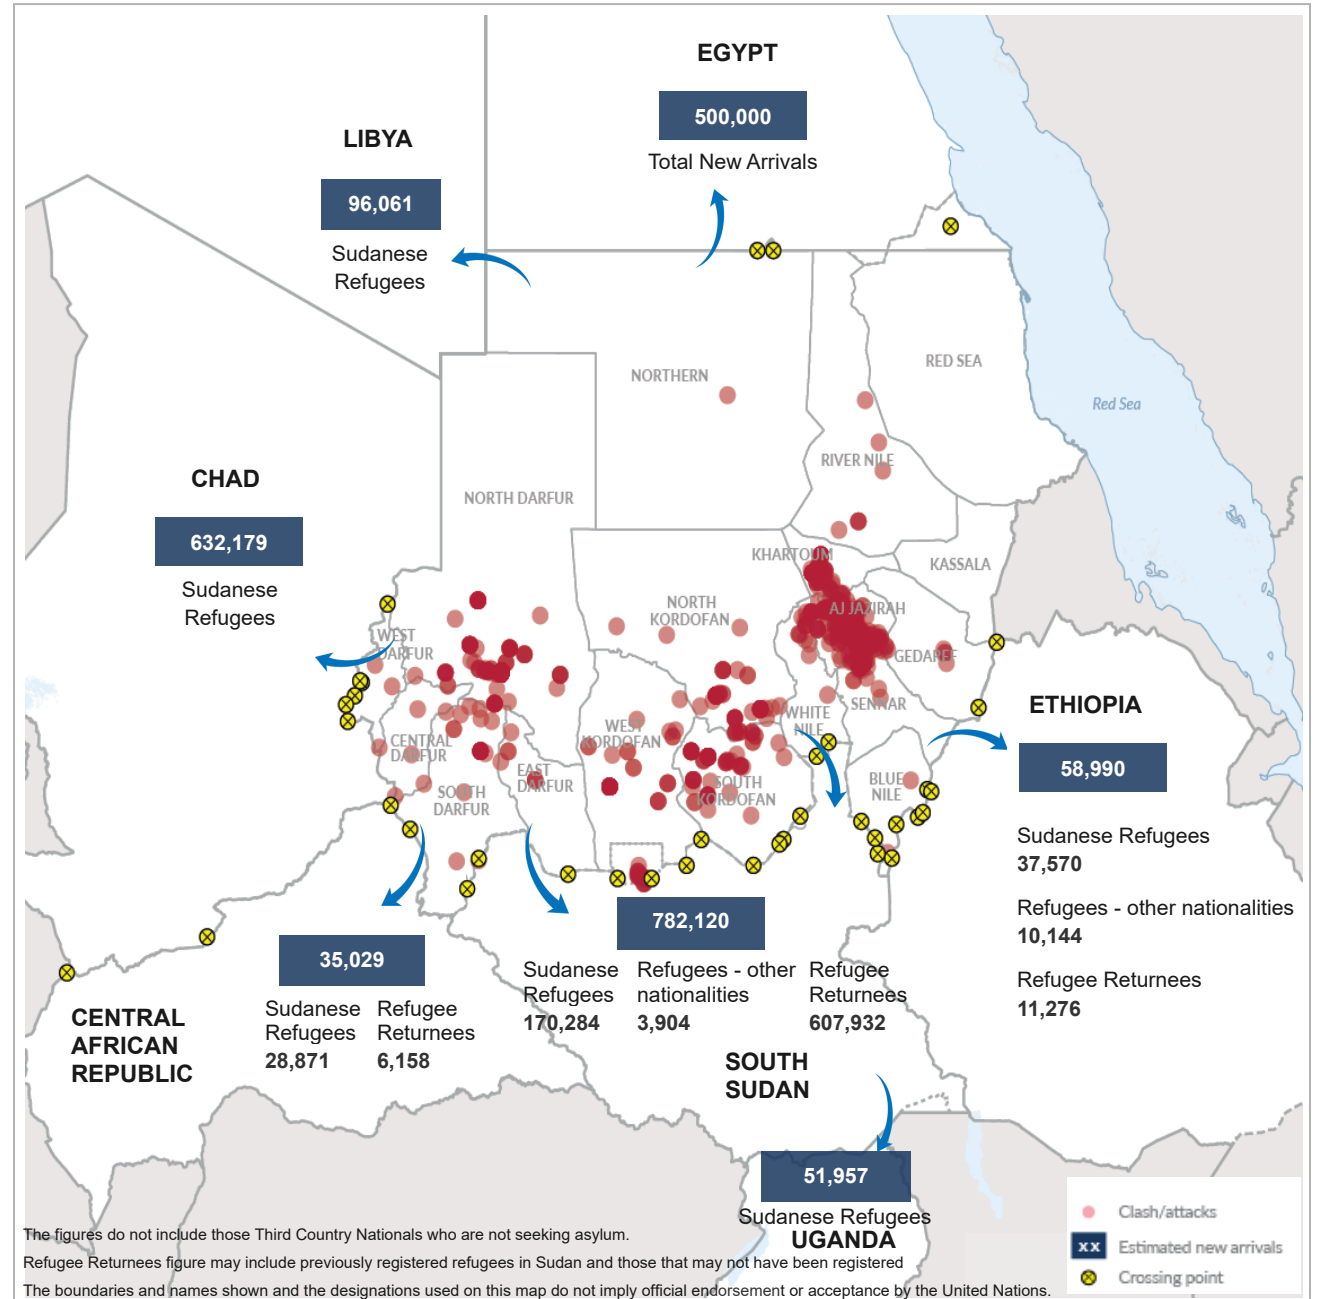 EGYPT
500,000
Total New Arrivals
LIBYA
96,061
Sudanese
Refugees
NORTHERN
RED SEA
Red Sea
RIVER NILE
CHAD
632,179
Sudanese
Refugees
NORTH DARFUR
KHARTOUM
KASSALA
NORTH
KORDOFAN
AJ JAZIRAH
WEST
DARFUR
GEDAREF
ETHIOPIA
58,990
Sudanese Refugees
37,570
Refugees - other nationalities
10,144
Refugee Returnees
11,276
SENNAR
WHITE
NILE
WEST
KORDOFAN
CENTRAL
DARFUR
EAST
DARFUR
SOUTH
DARFUR
SOUTH
KORDOFAN
BLUE
NILE
782,120
Sudanese
Refugees
170,284
Refugees - other
nationalities
3,904
Refugee
Returnees
607,932
35,029
Sudanese
Refugees
28,871
Refugee
Returnees
6,158
CENTRAL
AFRICAN
REPUBLIC
SOUTH
SUDAN
51,957
Sudanese Refugees
UGANDA
Clash/attacks
xx Estimated new arrivals
Crossing point
The figures do not include those Third Country Nationals who are not seeking asylum.
Refugee Returnees figure may include previously registered refugees in Sudan and those that may not have been registered
The boundaries and names shown and the designations used on this map do not imply official endorsement or acceptance by the United Nations.